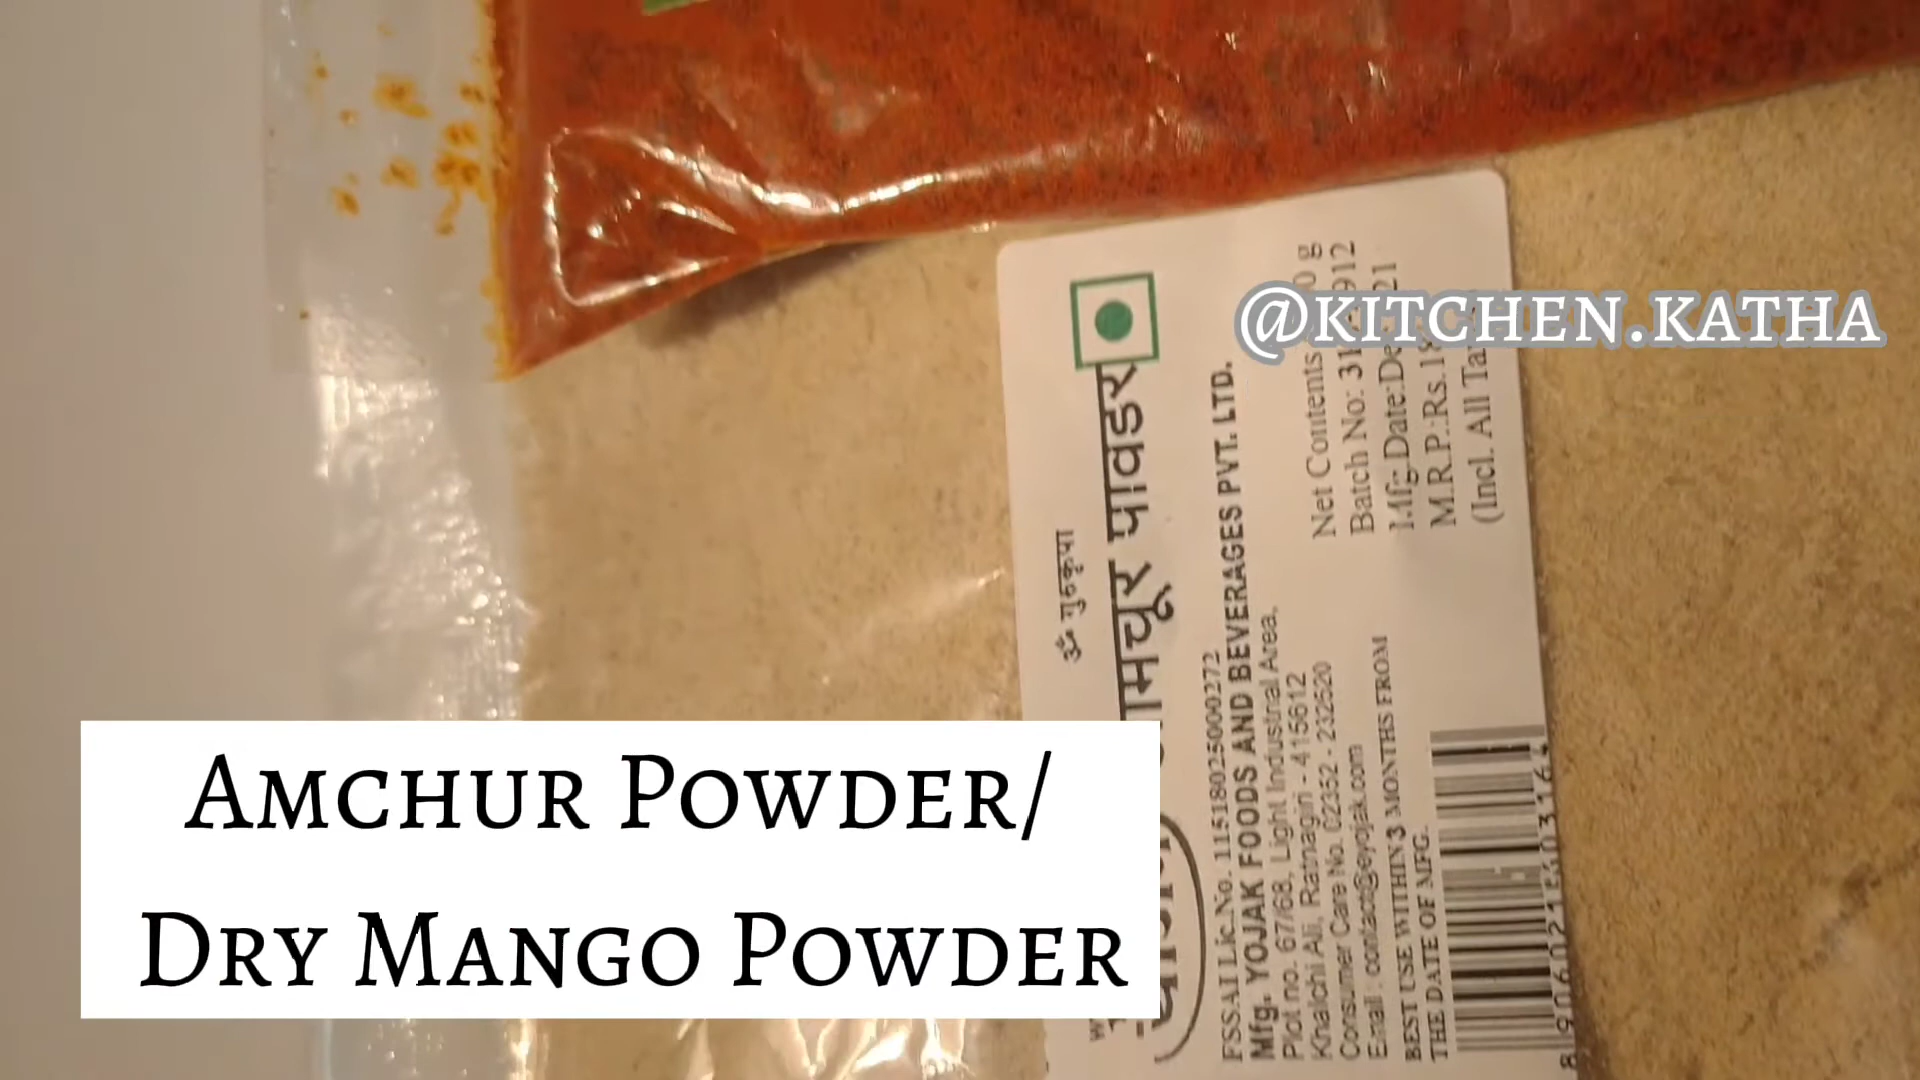 @KITCHEN.KATHA
AMCHUR POWDER/
DRY MANGO POWDER
ॐ गुरुकृपा
पावडर
FSSAI Lic.No. 11518025000272
Mfg. YOJAK FOODS AND BEVERAGES PVT. LTD.
Plot no. 67/68, Light Industrial Area,
Khalchi Ali, Ratnagiri - 415612
Consumer Care No. 02352 - 232620
Email : contact@eyojak.com
BEST USE WITHIN 3 MONTHS FROM
THE DATE OF MFG.
Net Contents g
Batch No:
Mfg.Date:
M.R.P.:Rs.
(Incl. All